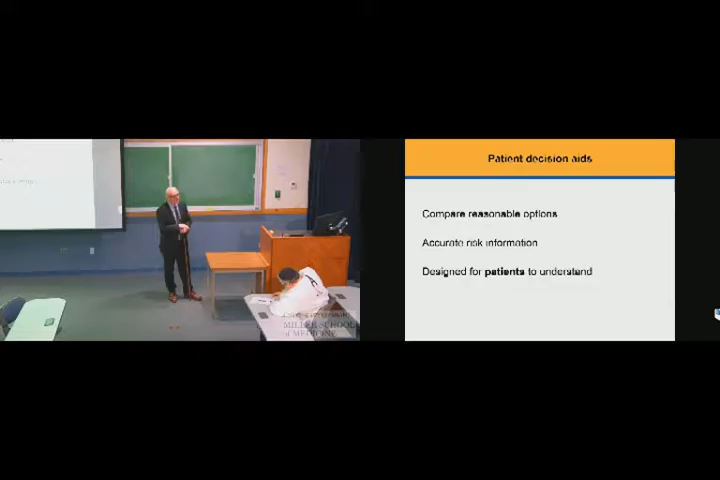 Patient decision aids
Compare reasonable options
Accurate risk information
Designed for patients to understand
MILLER SCHOOL
of MEDICINE